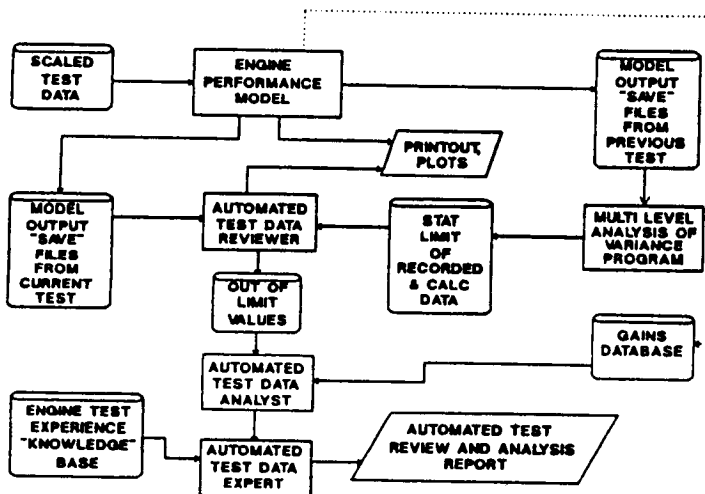 SCALED
TEST
DATA
ENGINE
PERFORMANCE
MODEL
MODEL
OUTPUT
"SAVE"
FILES
FROM
PREVIOUS
TEST
PRINTOUT,
PLOTS
MODEL
OUTPUT
"SAVE"
FILES
FROM
CURRENT
TEST
AUTOMATED
TEST DATA
REVIEWER
STAT
LIMIT
OF
RECORDED
& CALC
DATA
MULTI LEVEL
ANALYSIS OF
VARIANCE
PROGRAM
OUT OF
LIMIT
VALUES
GAINS
DATABASE
AUTOMATED
TEST DATA
ANALYST
ENGINE TEST
EXPERIENCE
"KNOWLEDGE"
BASE
AUTOMATED
TEST DATA
EXPERT
AUTOMATED TEST
REVIEW AND ANALYSIS
REPORT